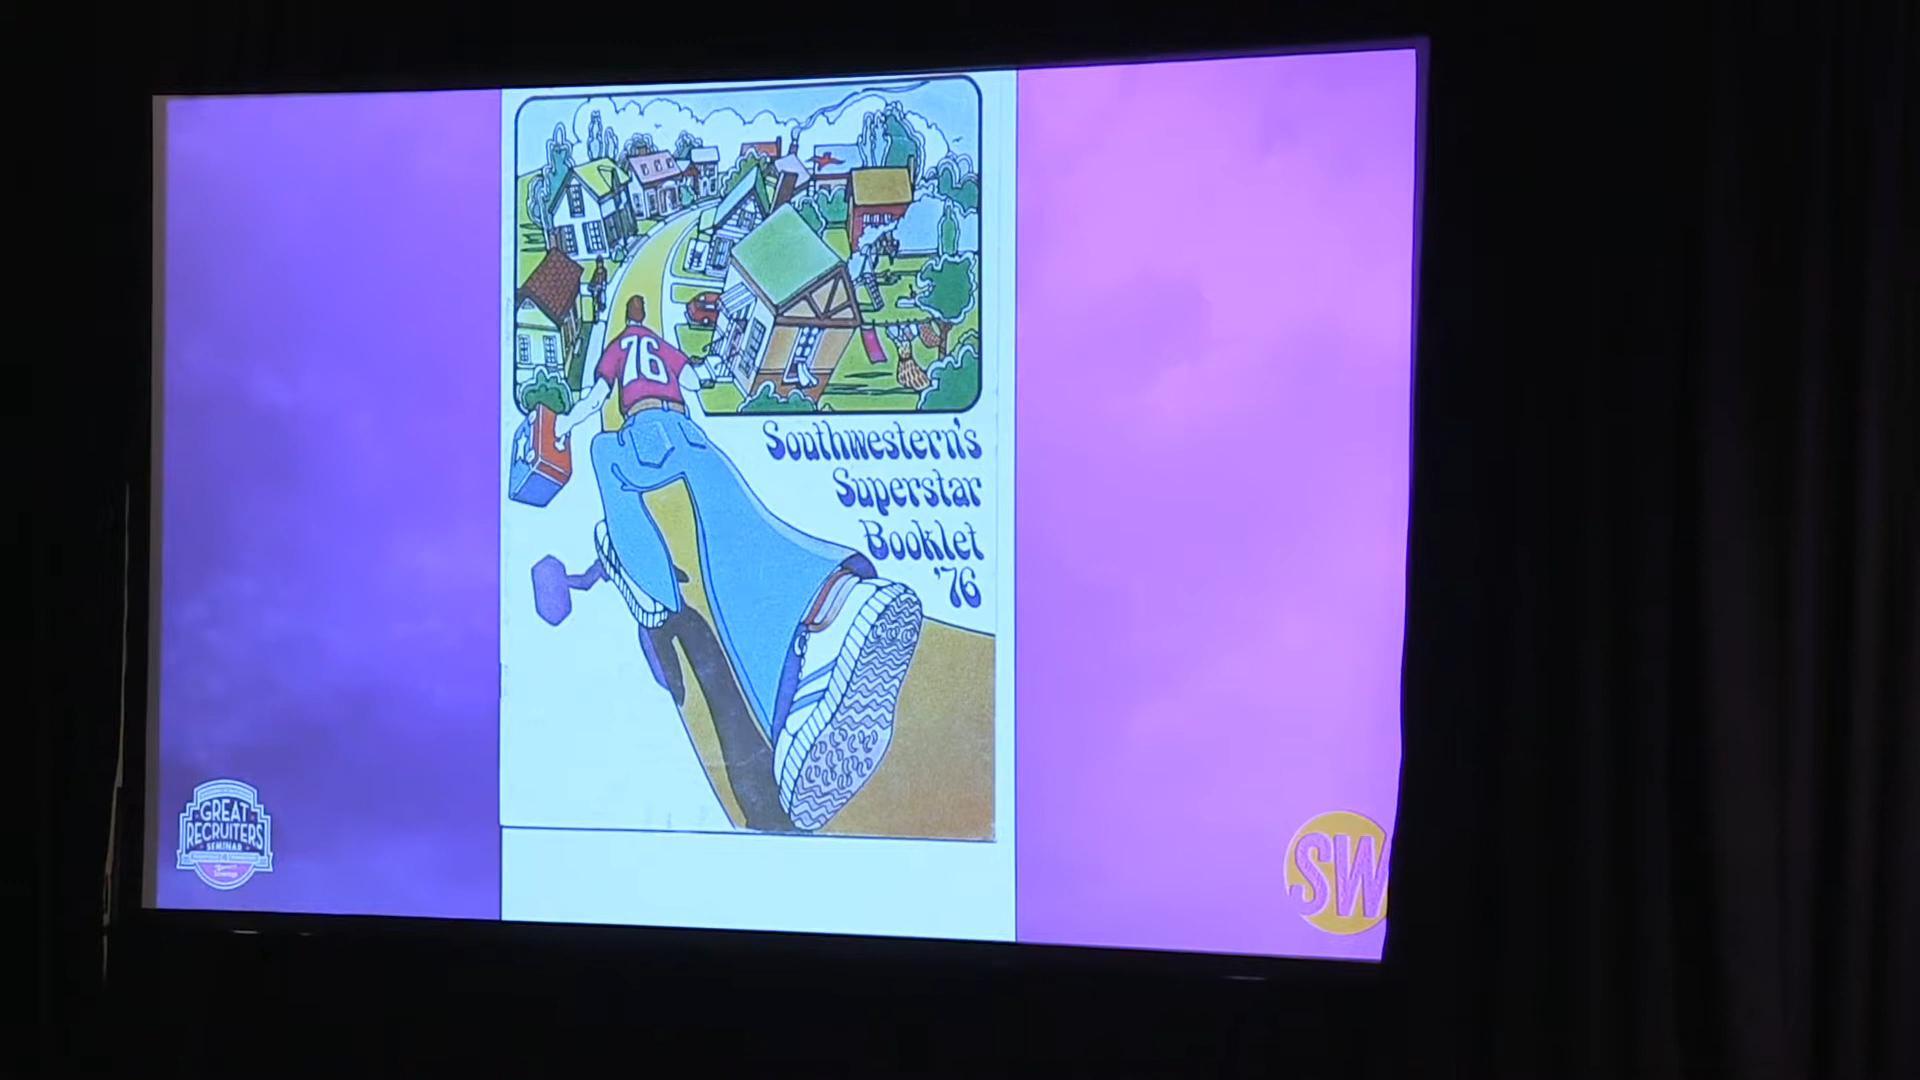 76
Southwestern's
Superstar
Booklet
'76
GREAT
RECRUITERS
SEMINAR
SW